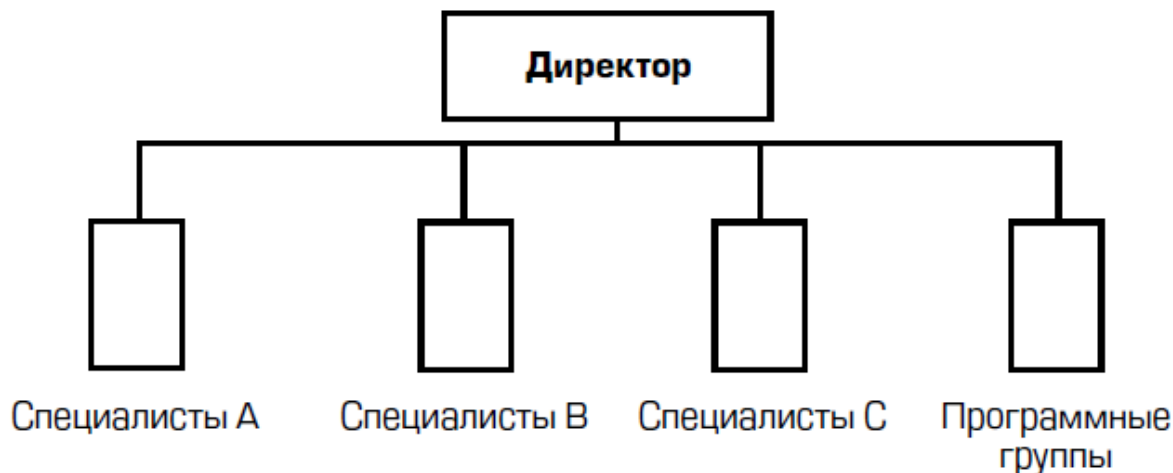 Директор
Специалисты А
Специалисты В
Специалисты С
Программные
группы